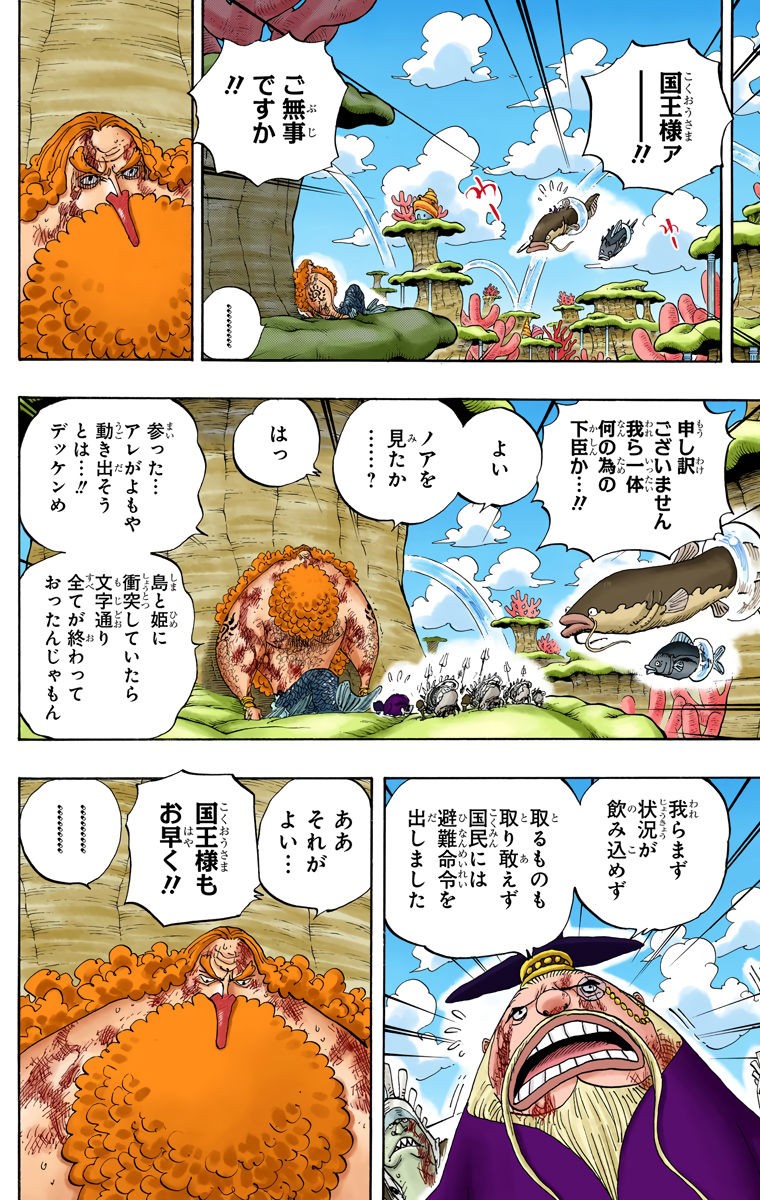 国王様ァ
━━!!
ご無事
ですか
!!
わー
わー
…………
申し訳
ございません
我ら一体
何の為の
下臣か…!!
よい
ノアを
見たか
……?
はっ
参った…
アレがよもや
動き出そう
とは…!!
デッケンめ
島と姫に
衝突していたら
文字通り
全てが終わって
おったんじゃもん
我らまず
状況が
飲み込めず
取るものも
取り敢えず
国民には
避難命令を
出しました
ああ
それが
よい…
国王様も
お早く!!
…………